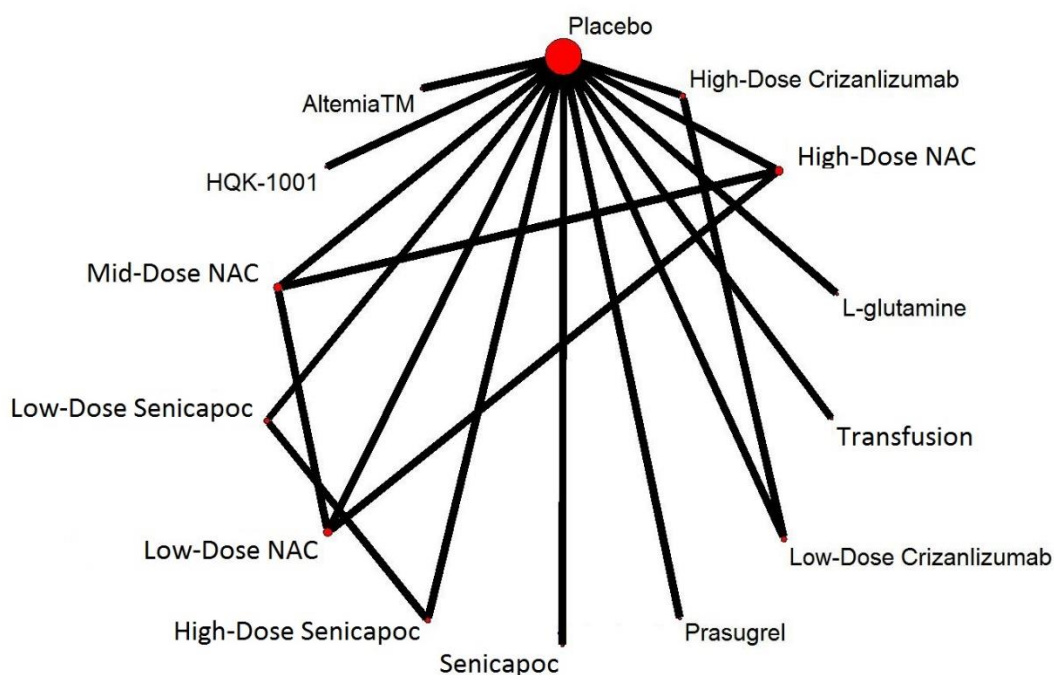 Placebo
High-Dose Crizanlizumab
AltemiaTM
High-Dose NAC
HQK-1001
Mid-Dose NAC
L-glutamine
Low-Dose Senicapoc
Transfusion
Low-Dose NAC
Low-Dose Crizanlizumab
High-Dose Senicapoc
Prasugrel
Senicapoc